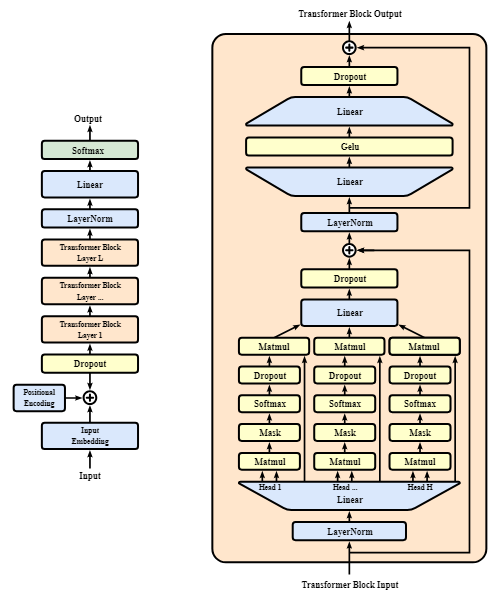 Output
Softmax
Linear
LayerNorm
Transformer Block
Layer L
Transformer Block
Layer ...
Transformer Block
Layer 1
Dropout
Positional
Encoding
Input
Embedding
Input
Transformer Block Output
Dropout
Linear
Gelu
Linear
LayerNorm
Dropout
Linear
Matmul Matmul Matmul
Dropout Dropout Dropout
Softmax Softmax Softmax
Mask Mask Mask
Matmul Matmul Matmul
Head 1 Head ... Head H
Linear
LayerNorm
Transformer Block Input